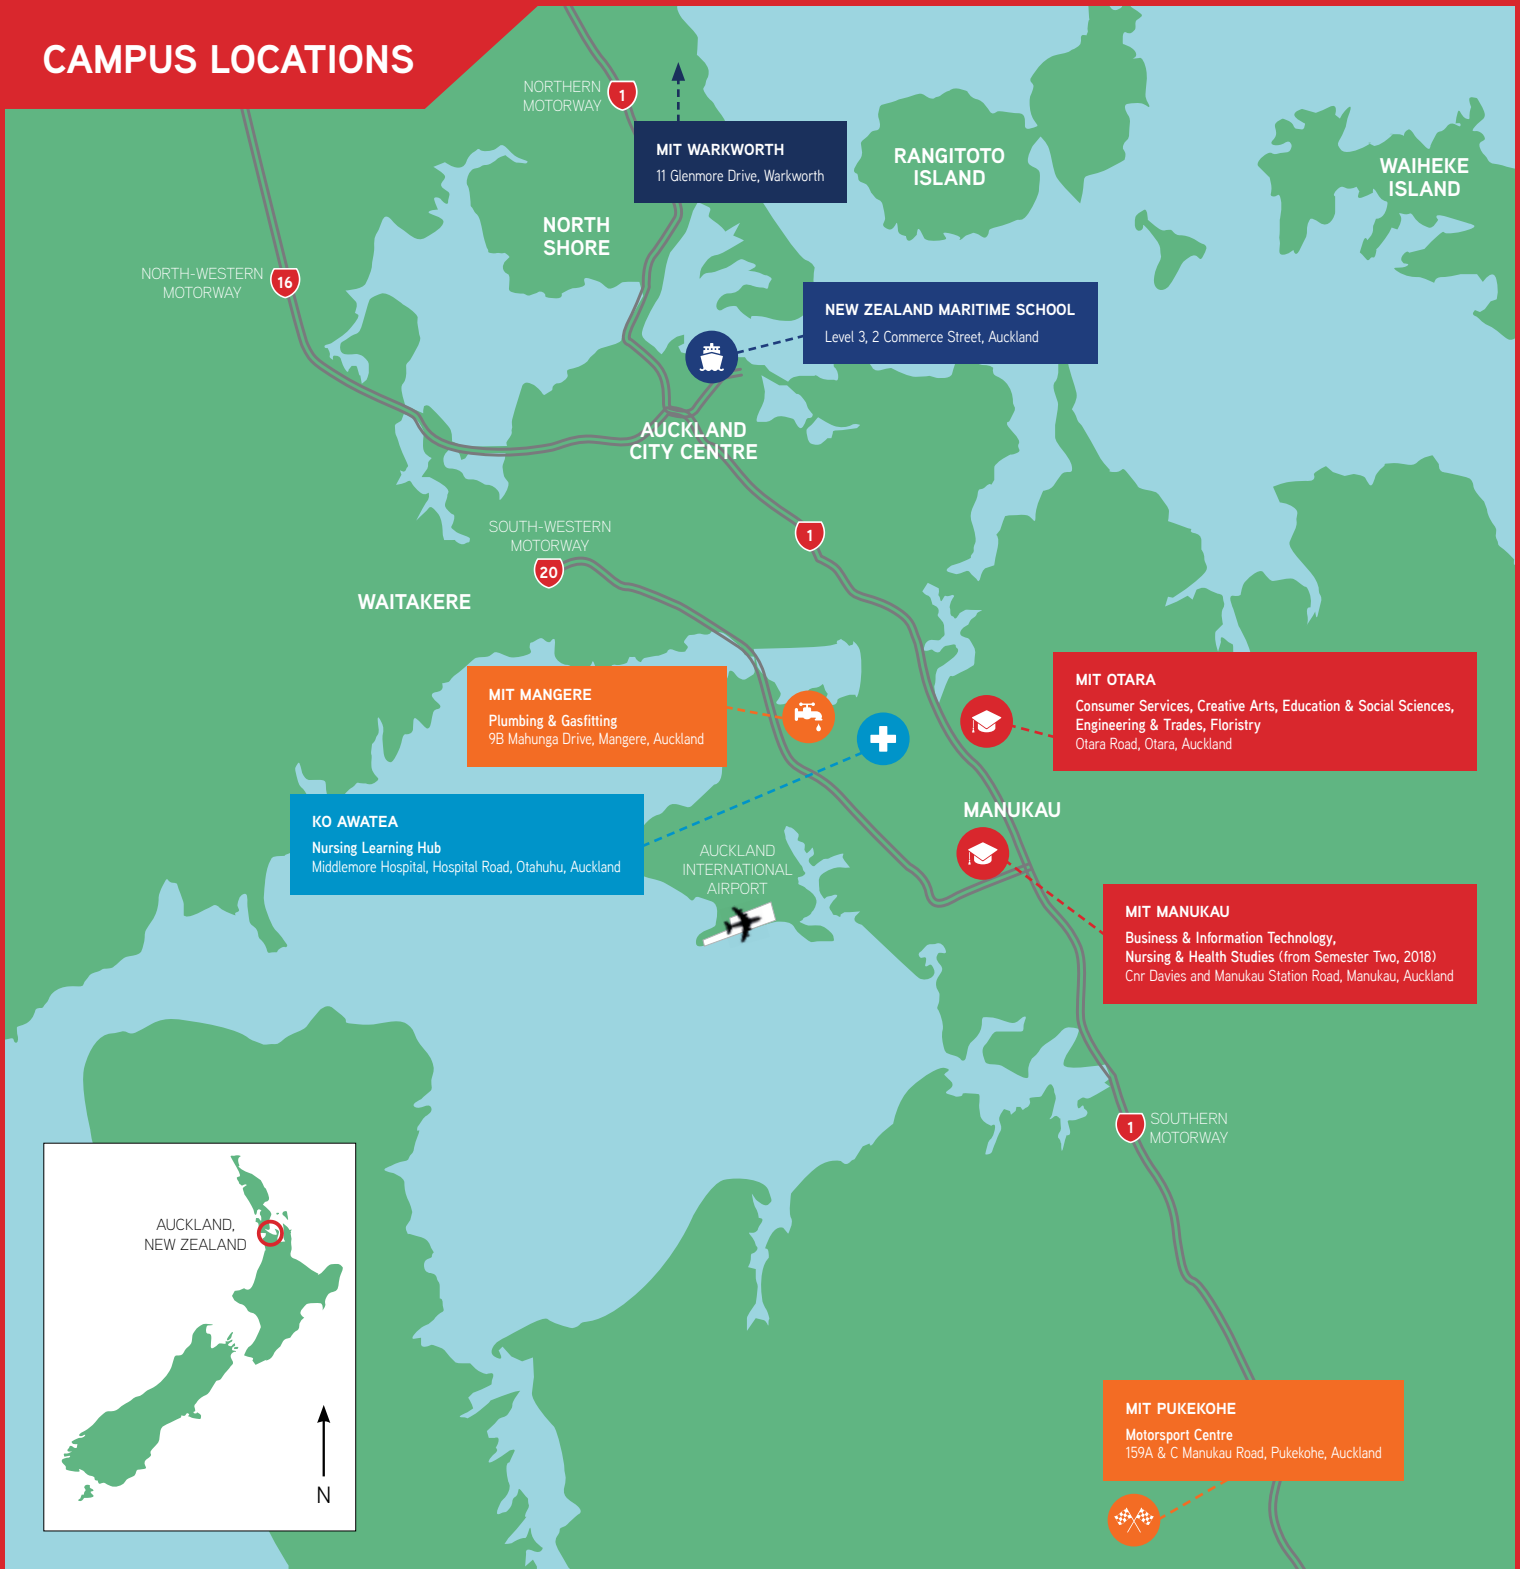 CAMPUS LOCATIONS
NORTHERN
MOTORWAY
1
MIT WARKWORTH
11 Glenmore Drive, Warkworth
RANGITOTO
ISLAND
WAIHEKE
ISLAND
NORTH
SHORE
NORTH-WESTERN
MOTORWAY
16
NEW ZEALAND MARITIME SCHOOL
Level 3, 2 Commerce Street, Auckland
AUCKLAND
CITY CENTRE
SOUTH-WESTERN
MOTORWAY
20
1
WAITAKERE
MIT MANGERE
Plumbing & Gasfitting
9B Mahunga Drive, Mangere, Auckland
MIT OTARA
Consumer Services, Creative Arts, Education & Social Sciences,
Engineering & Trades, Floristry
Otara Road, Otara, Auckland
KO AWATEA
Nursing Learning Hub
Middlemore Hospital, Hospital Road, Otahuhu, Auckland
MANUKAU
AUCKLAND
INTERNATIONAL
AIRPORT
MIT MANUKAU
Business & Information Technology,
Nursing & Health Studies (from Semester Two, 2018)
Cnr Davies and Manukau Station Road, Manukau, Auckland
1
SOUTHERN
MOTORWAY
AUCKLAND,
NEW ZEALAND
N
MIT PUKEKOHE
Motorsport Centre
159A & C Manukau Road, Pukekohe, Auckland